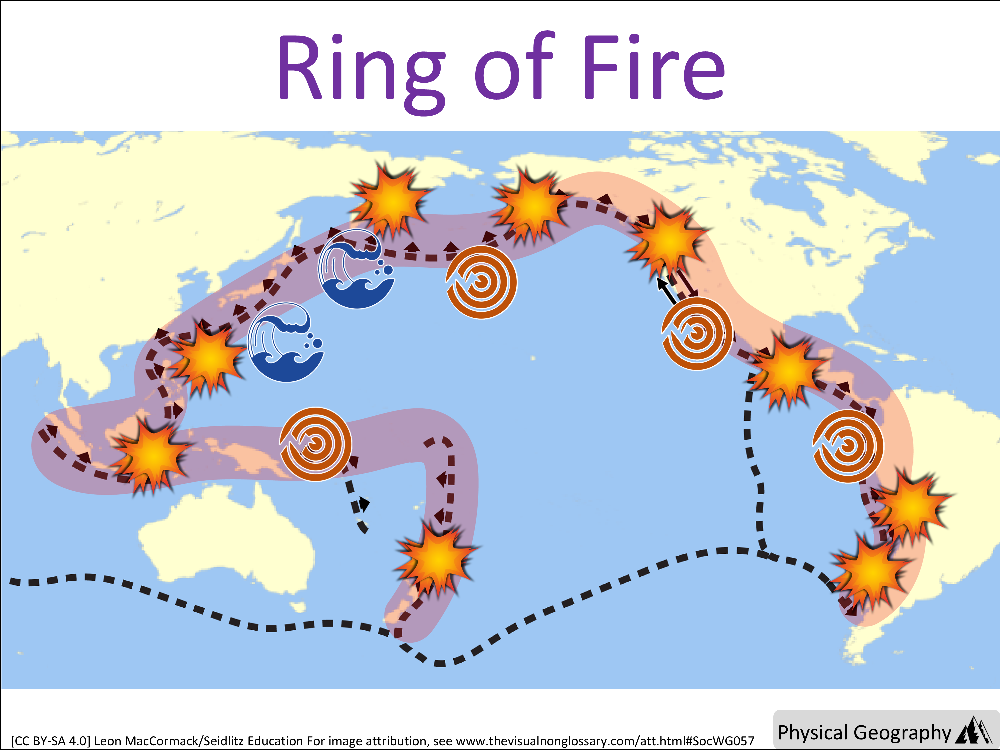 Ring of Fire
Physical Geography
[CC BY-SA 4.0] Leon MacCormack/Seidlitz Education For image attribution, see www.thevisualnonglossary.com/att.html#SocWG057